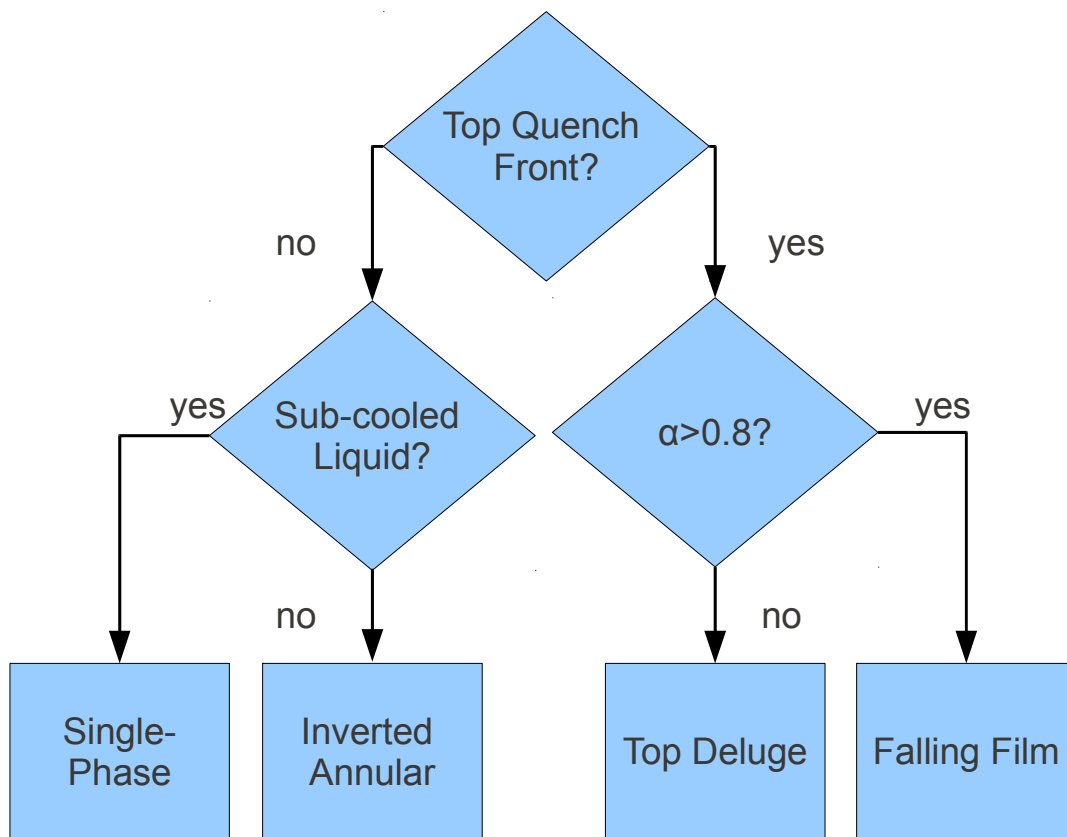 Top Quench
Front?
no
yes
yes
Sub-cooled
Liquid?
α>0.8?
yes
no
no
Single-
Phase
Inverted
Annular
Top Deluge
Falling Film